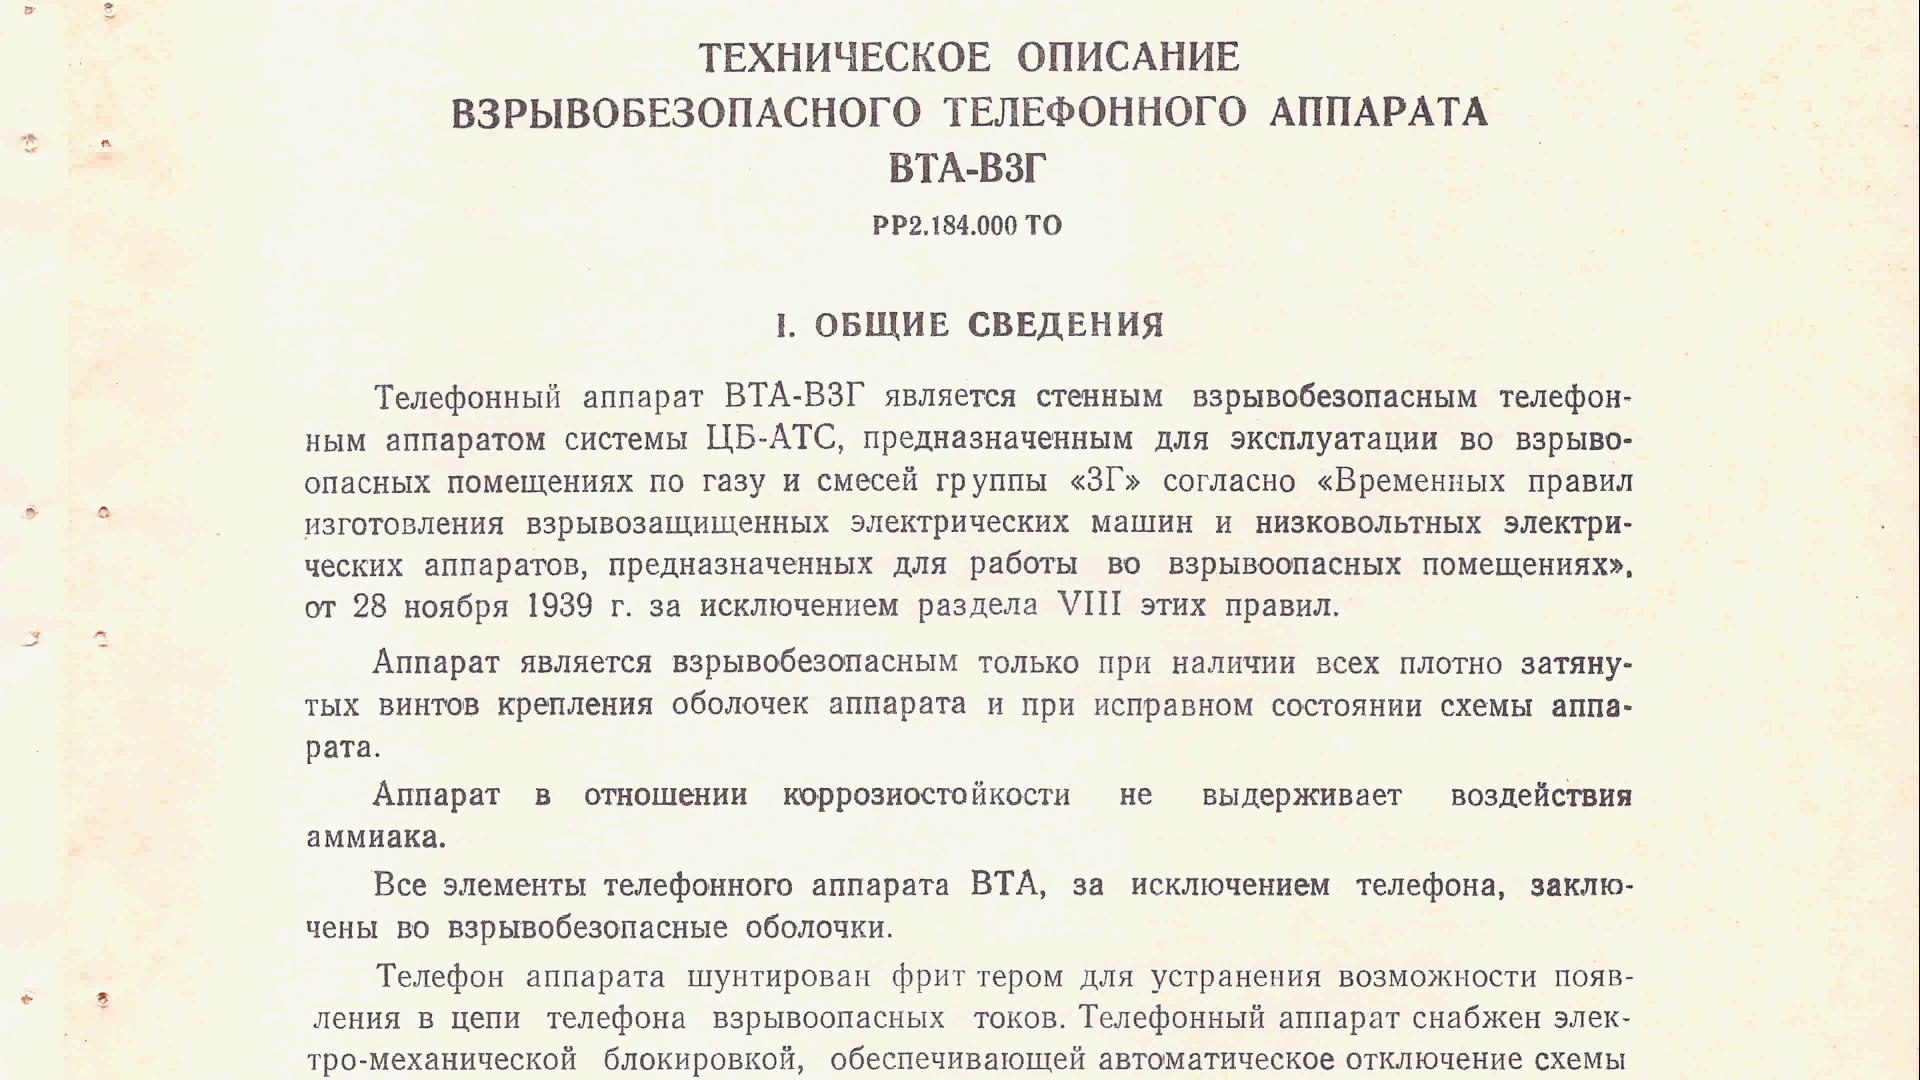 ТЕХНИЧЕСКОЕ ОПИСАНИЕ
ВЗРЫВОБЕЗОПАСНОГО ТЕЛЕФОННОГО АППАРАТА
ВТА-ВЗГ
РР2.184.000 ТО
I. ОБЩИЕ СВЕДЕНИЯ
Телефонный аппарат ВТА-ВЗГ является стенным взрывобезопасным телефон-
ным аппаратом системы ЦБ-АТС, предназначенным для эксплуатации во взрыво-
опасных помещениях по газу и смесей группы «ЗГ» согласно «Временных правил
изготовления взрывозащищенных электрических машин и низковольтных электри-
ческих аппаратов, предназначенных для работы во взрывоопасных помещениях»,
от 28 ноября 1939 г. за исключением раздела VIII этих правил.
Аппарат является взрывобезопасным только при наличии всех плотно затяну-
тых винтов крепления оболочек аппарата и при исправном состоянии схемы аппа-
рата.
Аппарат в отношении коррозиостойкости не выдерживает воздействия
аммиака.
Все элементы телефонного аппарата ВТА, за исключением телефона, заклю-
чены во взрывобезопасные оболочки.
Телефон аппарата шунтирован фриттером для устранения возможности появ-
ления в цепи телефона взрывоопасных токов. Телефонный аппарат снабжен элек-
тро-механической блокировкой, обеспечивающей автоматическое отключение схемы